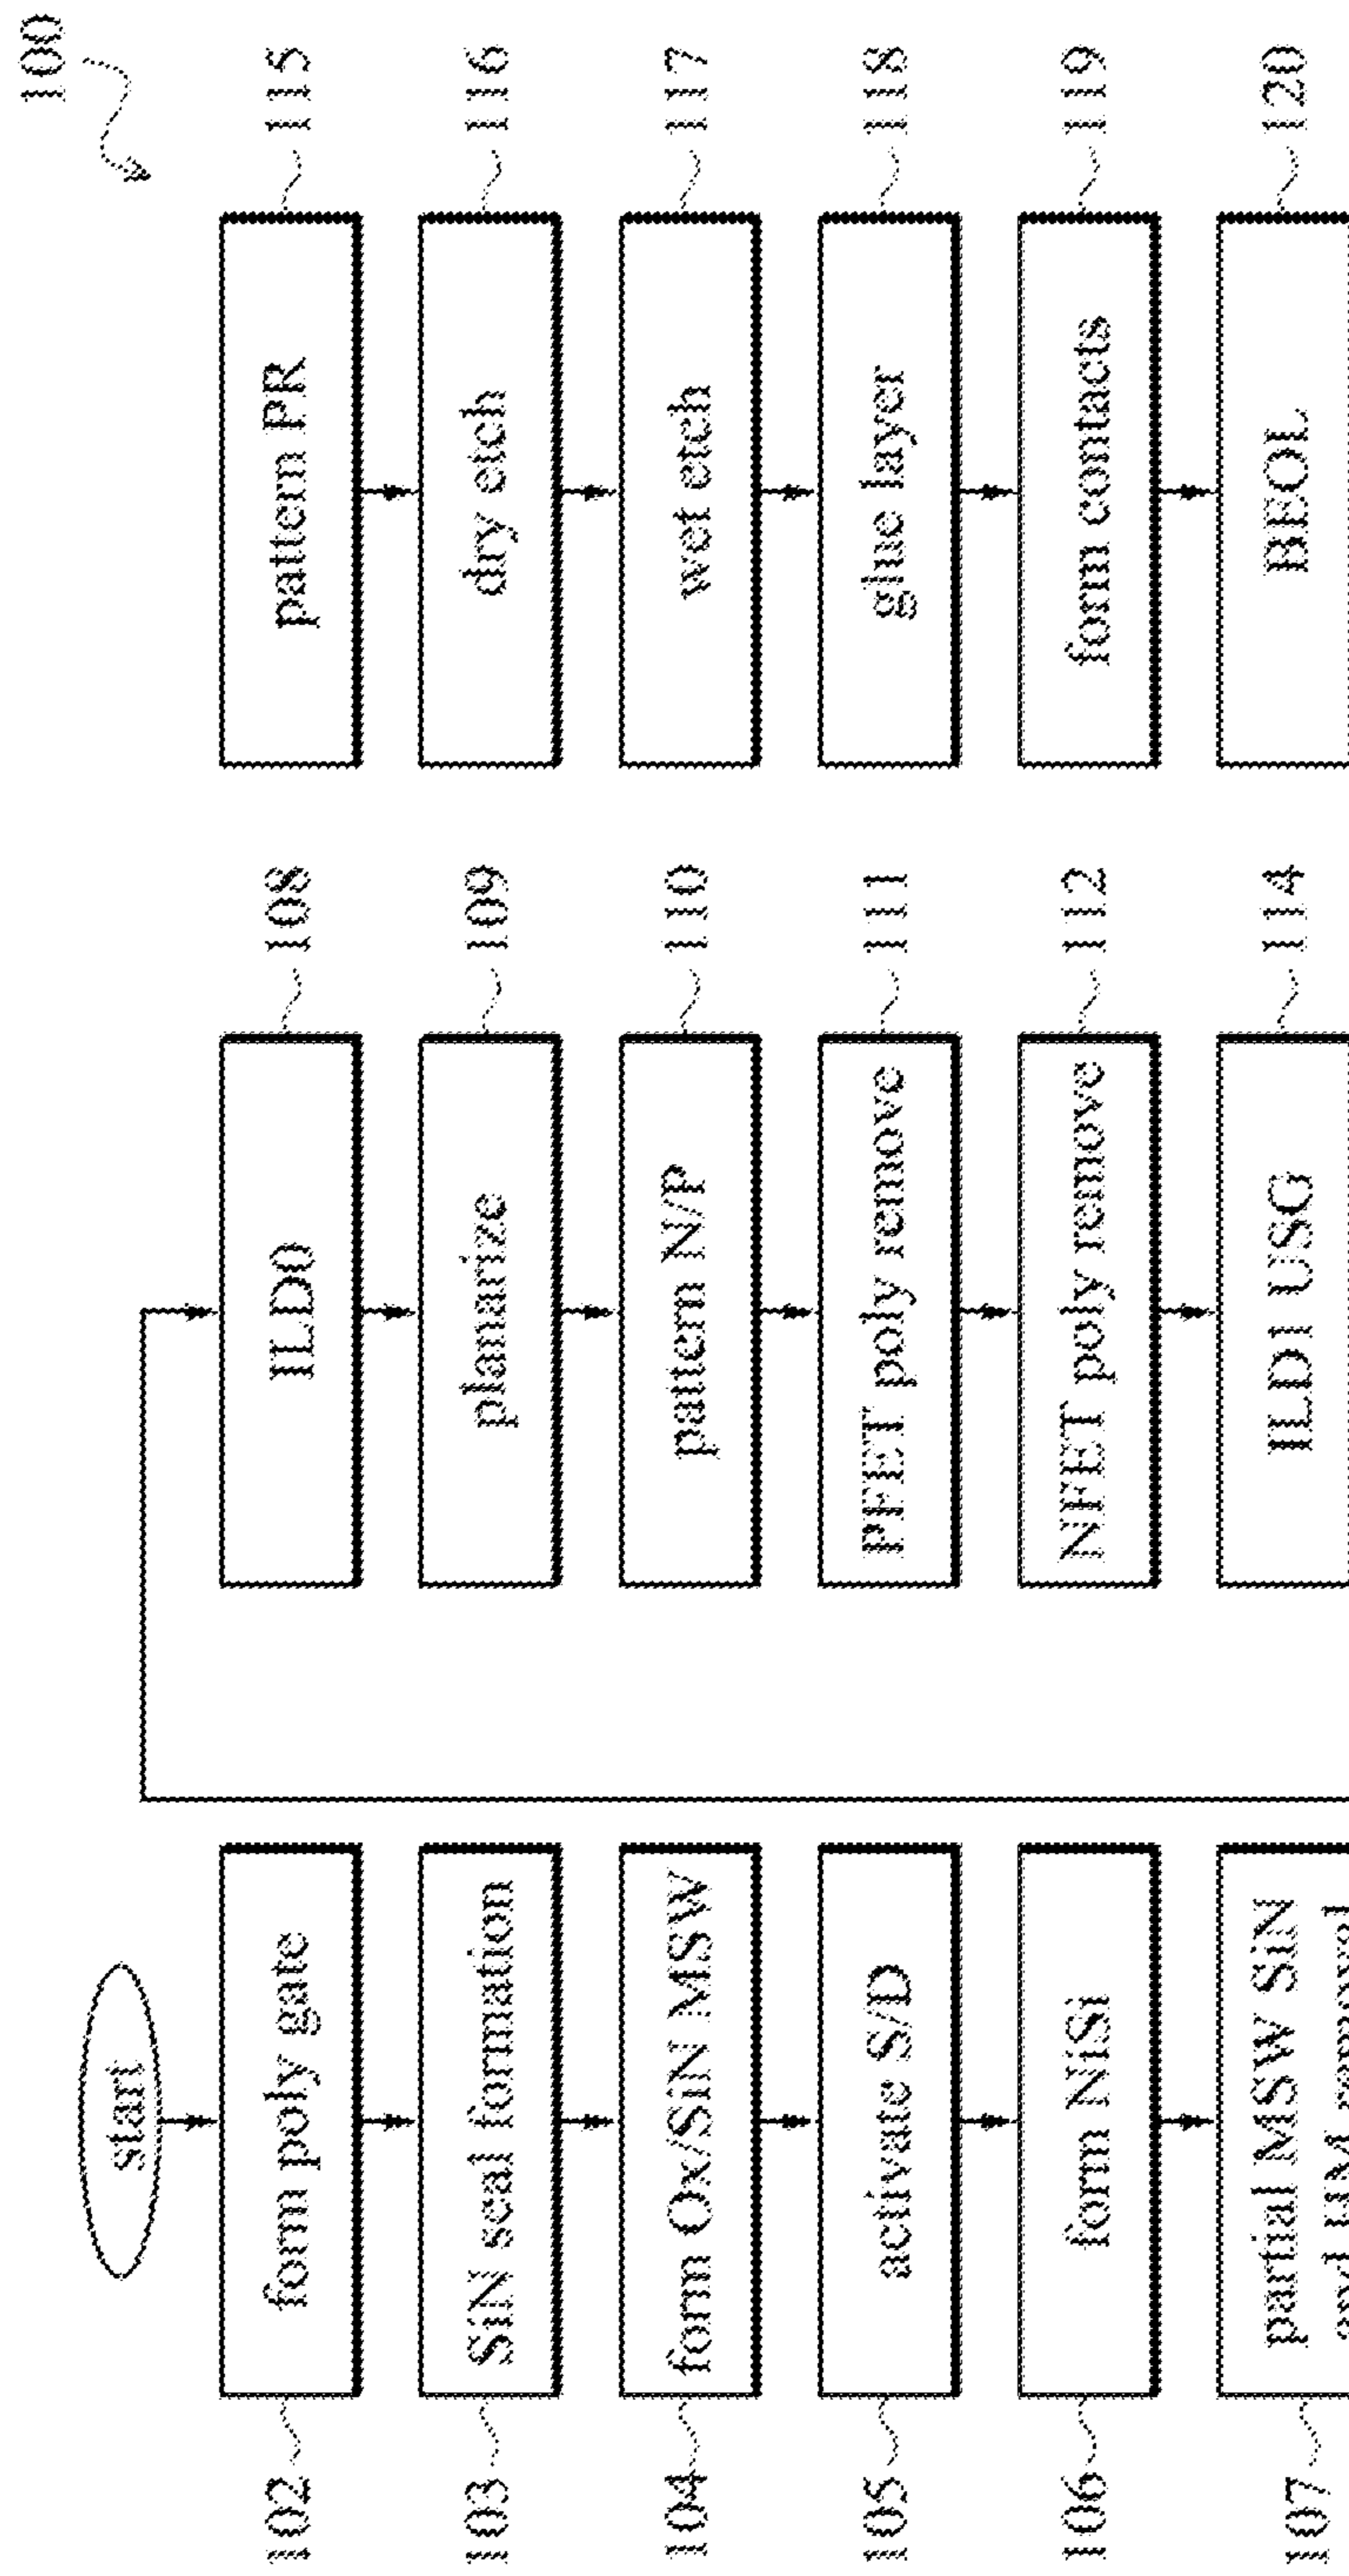 100
start
form poly gate
102
SiN seal formation
103
form Ox/SiN MSW
104
activate S/D
105
form NiSi
106
partial MSW SiN
and HM removal
107
ILD0
108
planarize
109
pattern N/P
110
PFET poly remove
111
NFET poly remove
112
ILD1 USG
114
pattern PR
115
dry etch
116
wet etch
117
glue layer
118
form contacts
119
BEOL
120